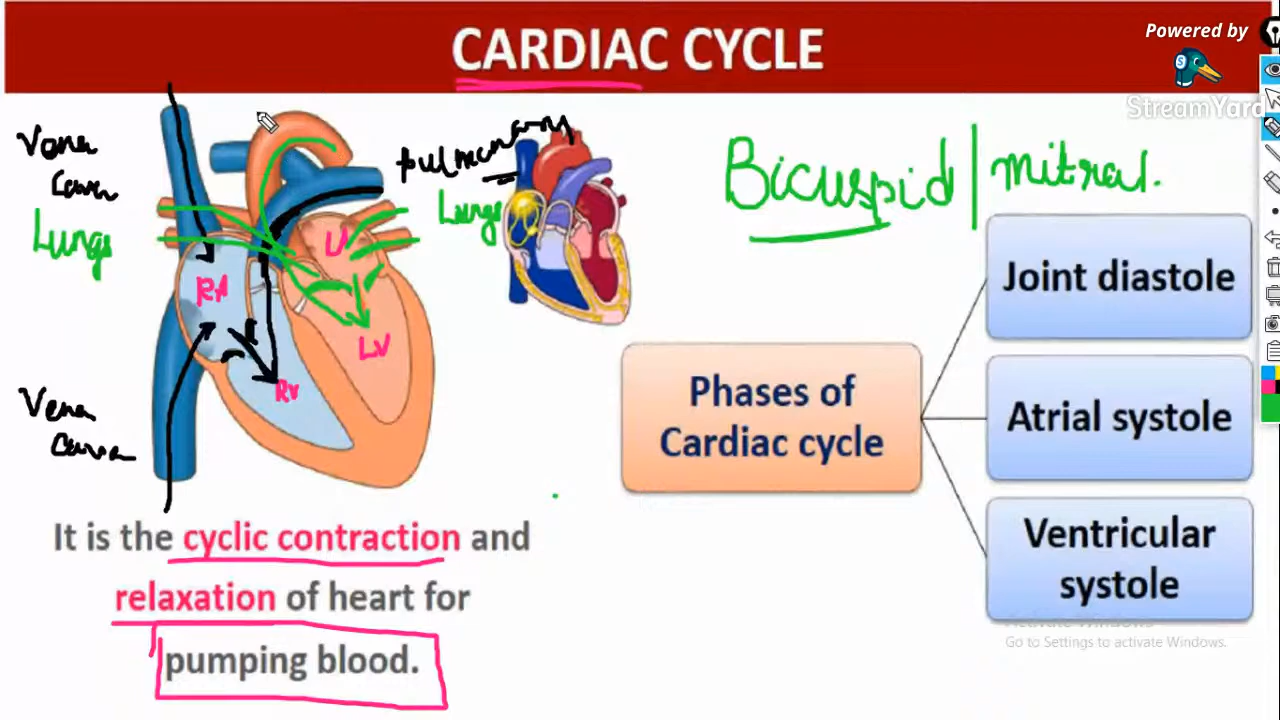 Powered by
StreamYard
CARDIAC CYCLE
Vena
Cava
Lungs
pulmonary
Lungs
Bicuspid | mitral.
RA
LV
RV
Vena
Cava
Joint diastole
Phases of
Cardiac cycle
Atrial systole
Ventricular
systole
It is the cyclic contraction and
relaxation of heart for
pumping blood.
Activate Windows
Go to Settings to activate Windows.